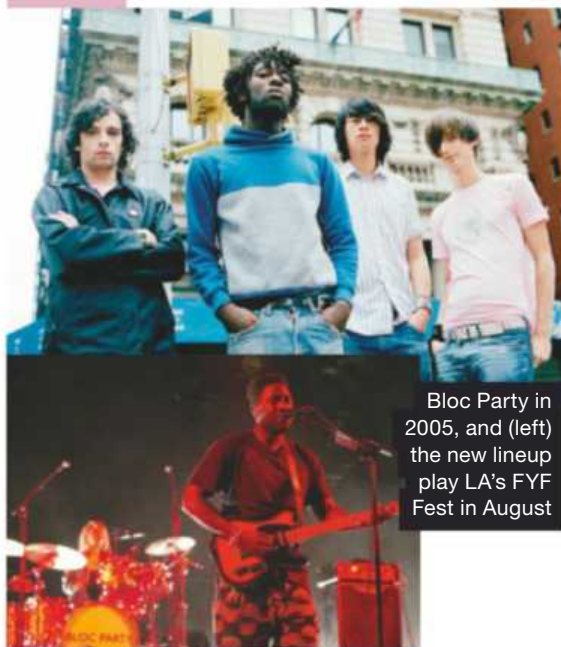 Bloc Party in
2005, and (left)
the new lineup
play LA's FYF
Fest in August
BLOC PARTY